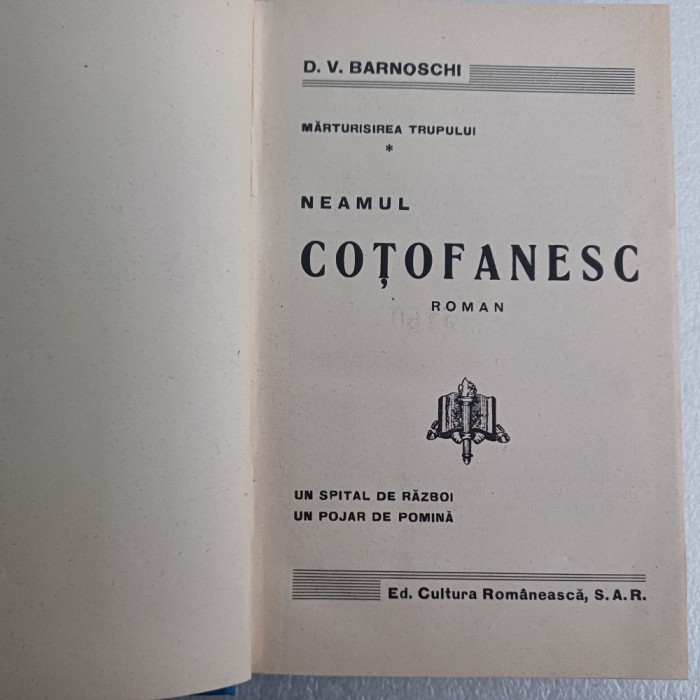 D. V. BARNOSCHI
MĂRTURISIREA TRUPULUI
*
NEAMUL
COȚOFANESC
ROMAN
UN SPITAL DE RĂZBOI
UN POJAR DE POMINĂ
Ed. Cultura Românească, S.A.R.